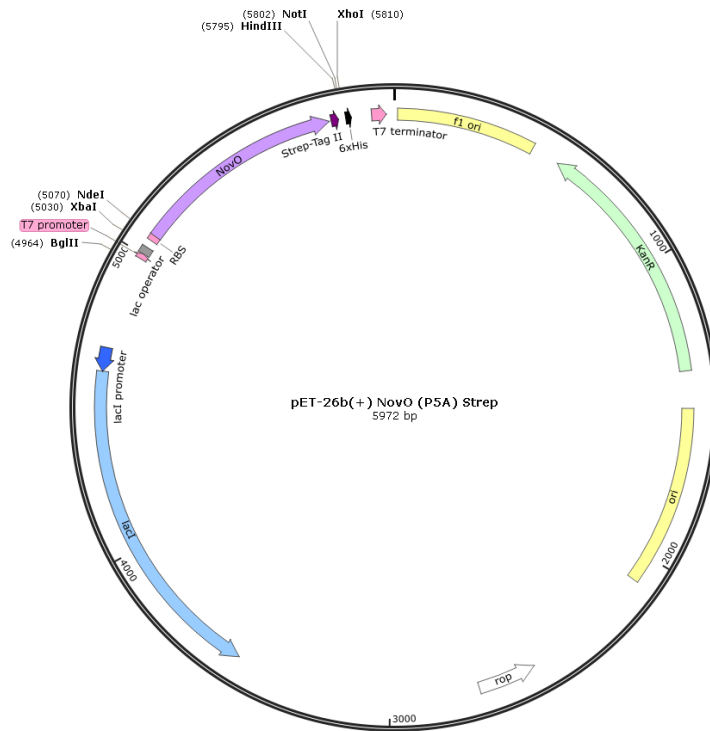 (5802) NotI
XhoI (5810)
(5795) HindIII
Strep-Tag II
6xHis
T7 terminator
f1 ori
NovO
(5070) NdeI
(5030) XbaI
T7 promoter
(4964) BglII
5000
RBS
lac operator
1000
KanR
lacI promoter
pET-26b(+) NovO (P5A) Strep
5972 bp
ori
lacI
4000
2000
rop
3000